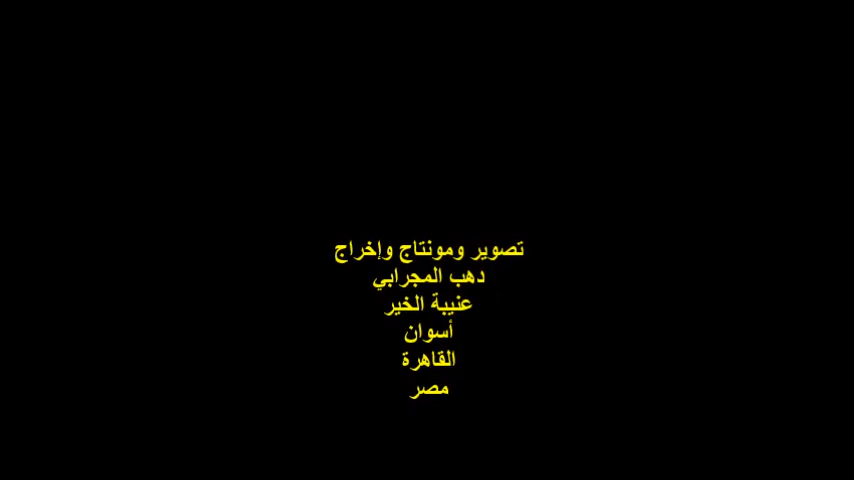 تصوير ومونتاج وإخراج
دهب المجرابي
عنيبة الخير
أسوان
القاهرة
مصر